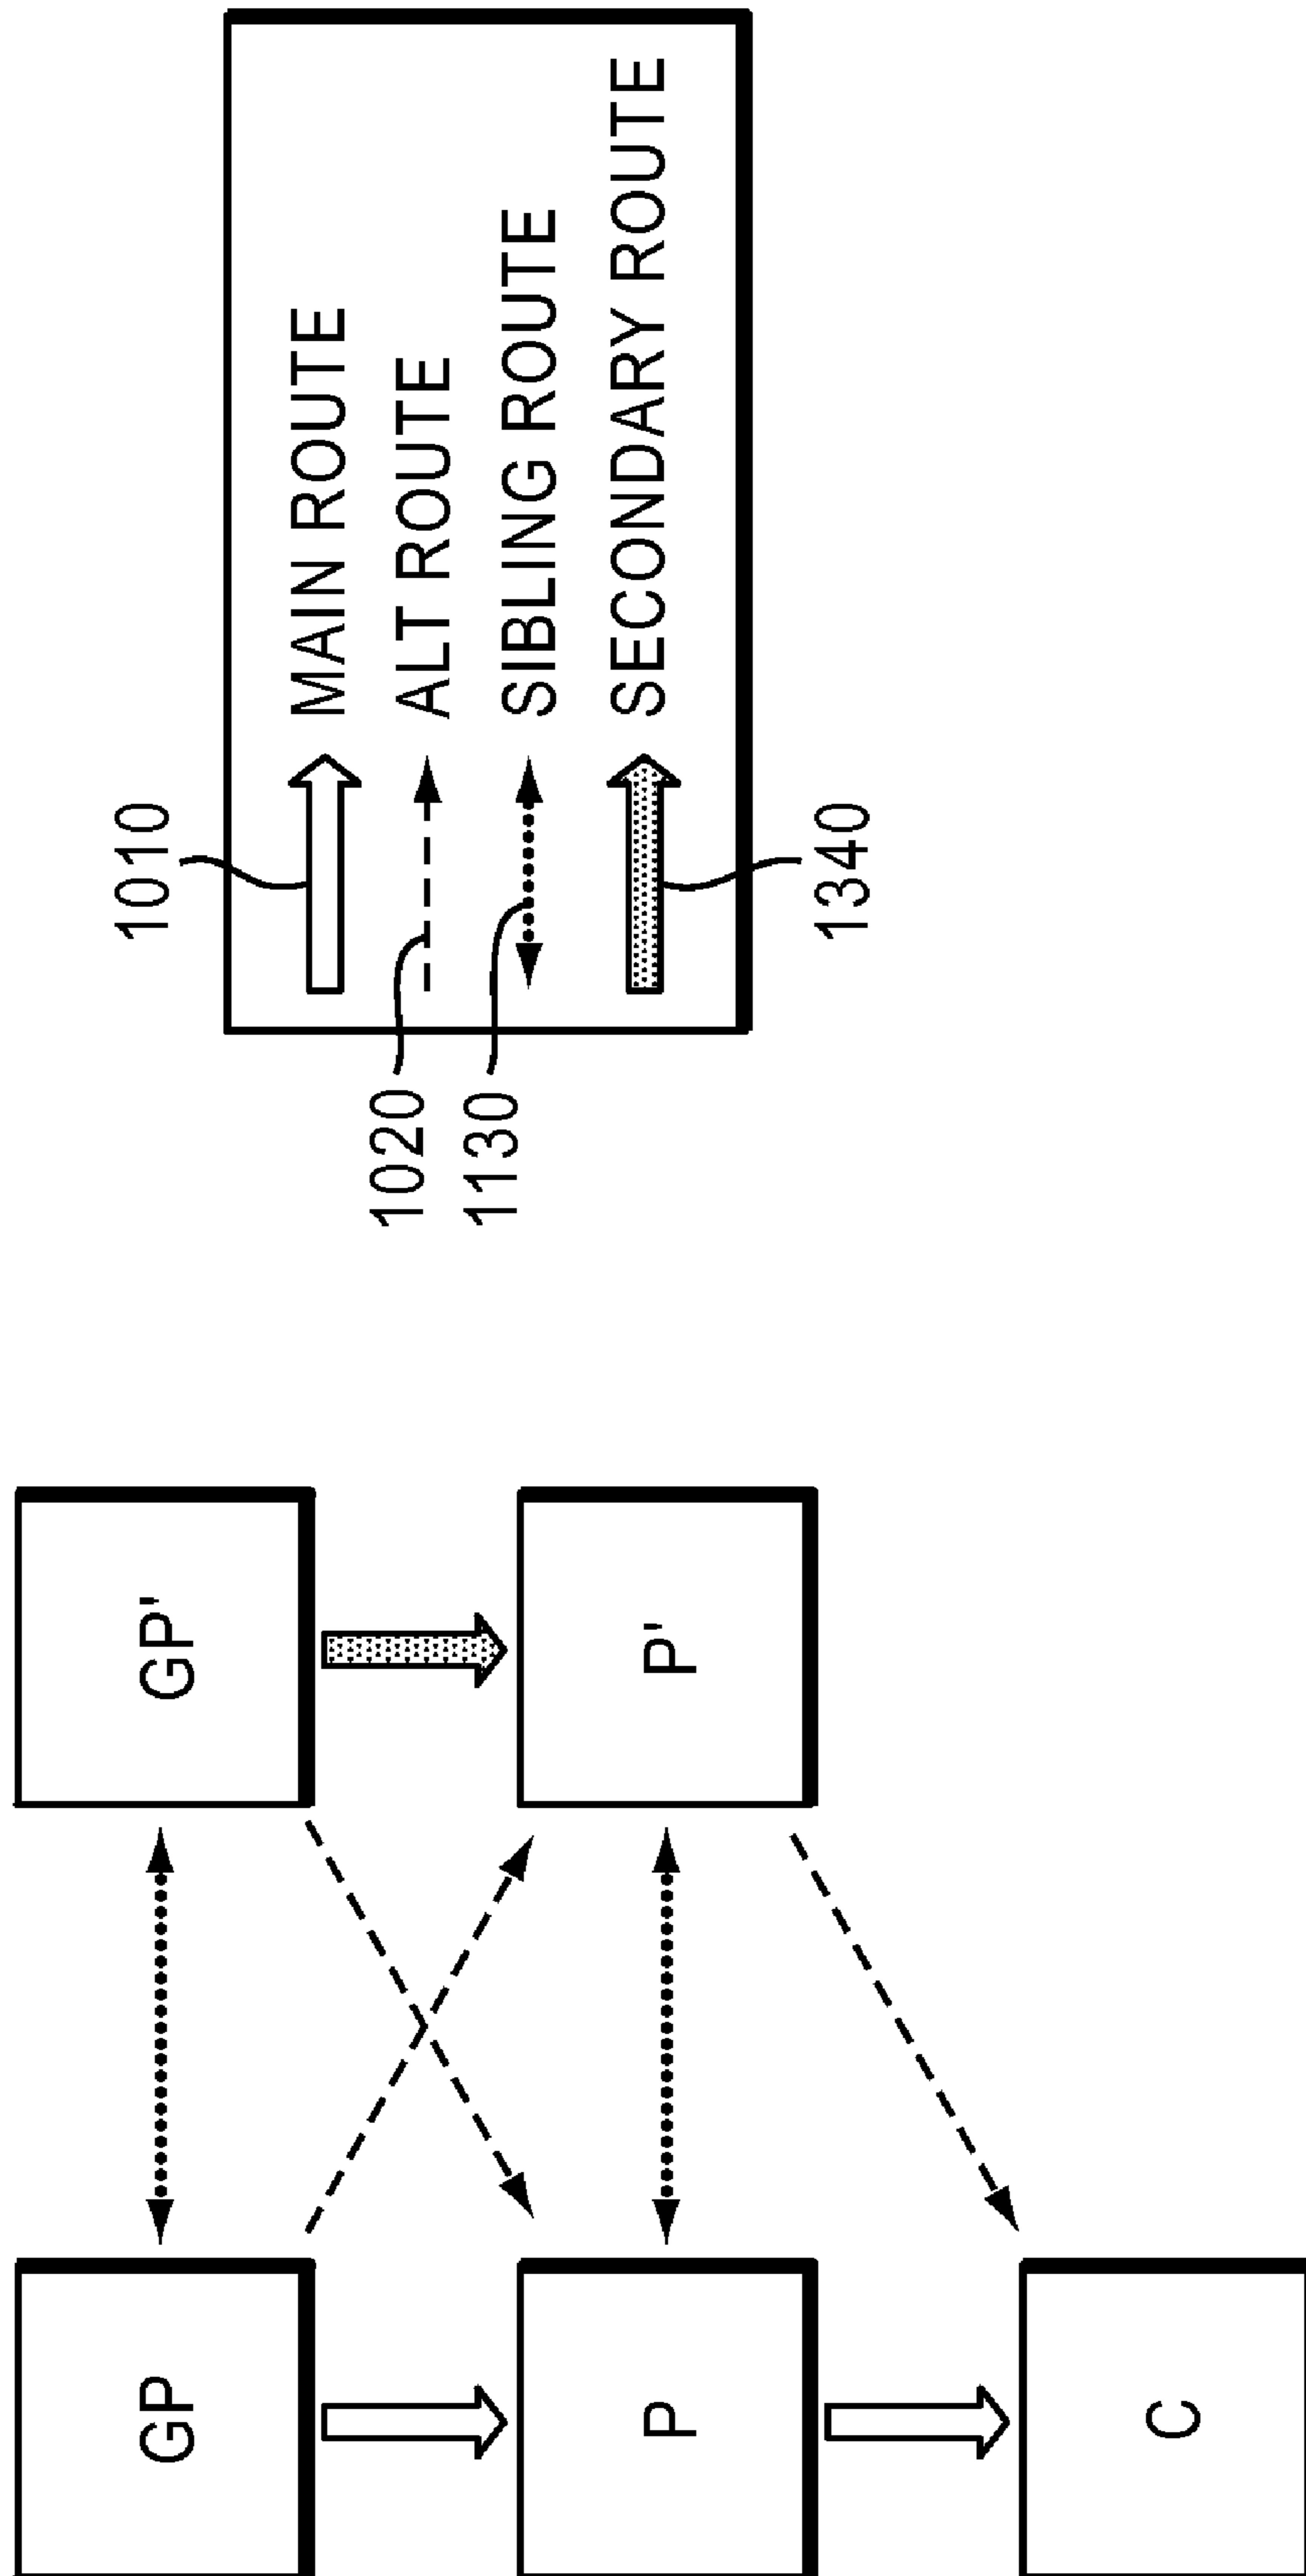 GP
GP'
P
P'
C
1010
MAIN ROUTE
1020
ALT ROUTE
1130
SIBLING ROUTE
SECONDARY ROUTE
1340